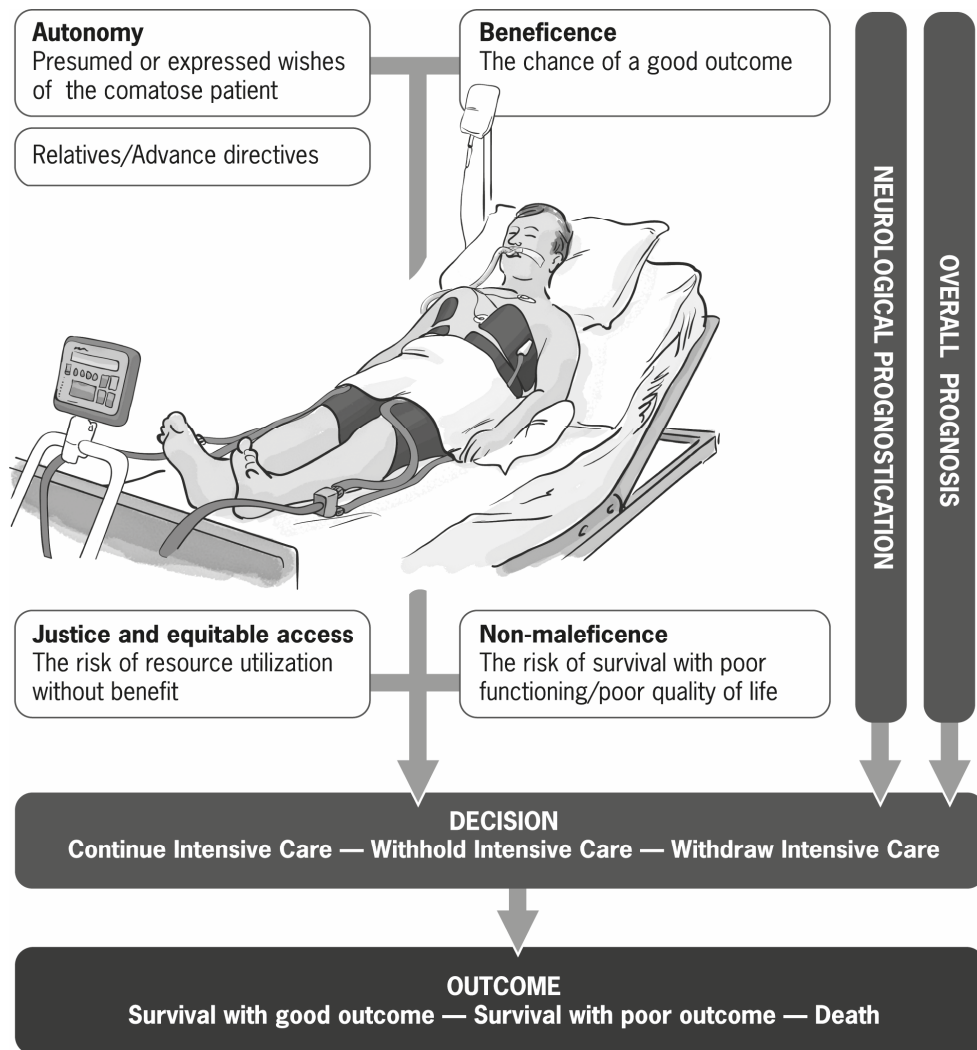 Autonomy
Presumed or expressed wishes
of the comatose patient
Beneficence
The chance of a good outcome
Relatives/Advance directives
NEUROLOGICAL PROGNOSTICATION
OVERALL PROGNOSIS
Justice and equitable access
The risk of resource utilization
without benefit
Non-maleficence
The risk of survival with poor
functioning/poor quality of life
DECISION
Continue Intensive Care — Withhold Intensive Care — Withdraw Intensive Care
OUTCOME
Survival with good outcome — Survival with poor outcome — Death